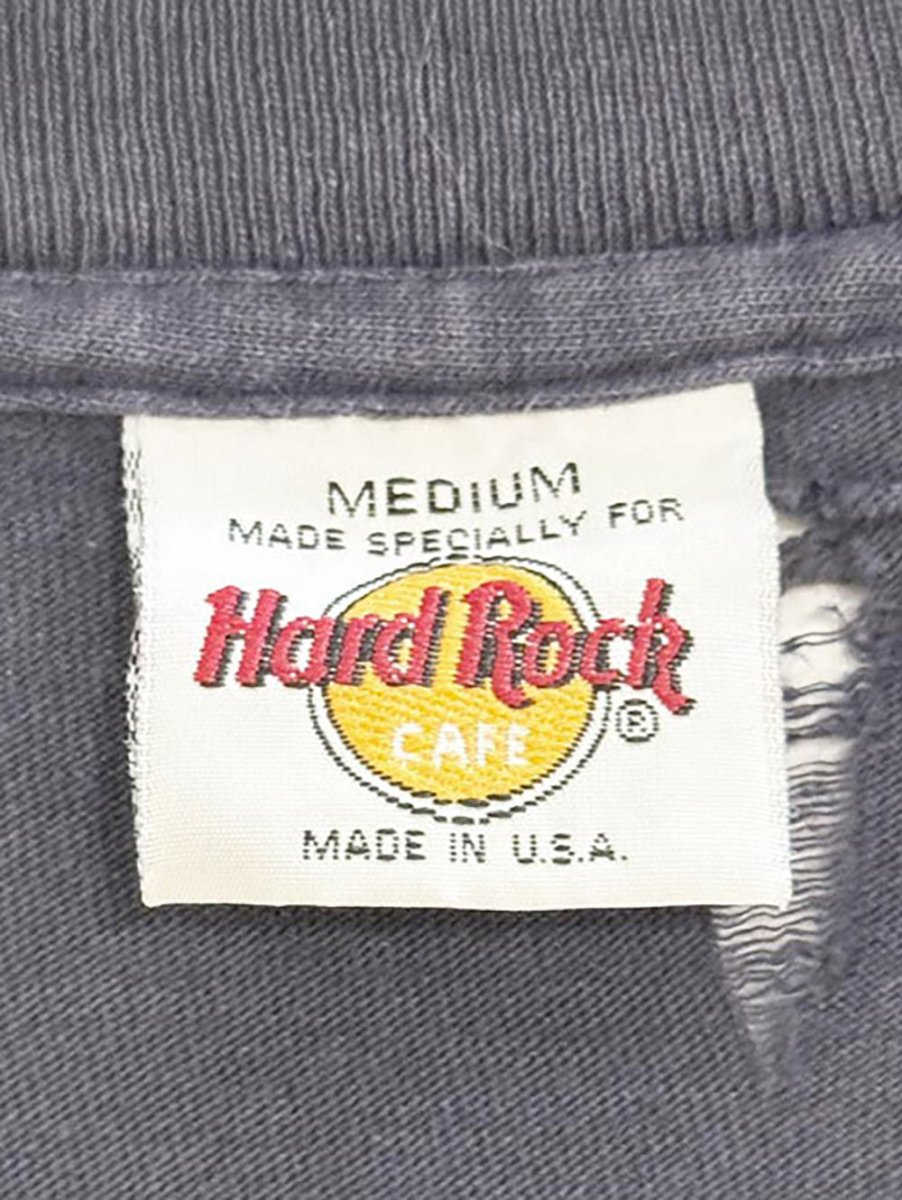 MEDIUM
MADE SPECIALLY FOR
Hard Rock
CAFE ®
MADE IN U.S.A.